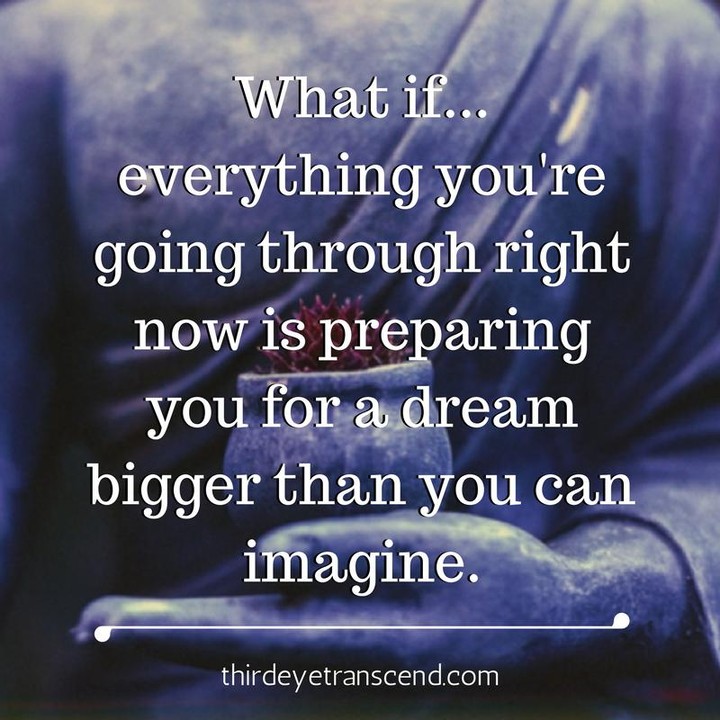 What if...
everything you're
going through right
now is preparing
you for a dream
bigger than you can
imagine.
thirdeyetranscend.com